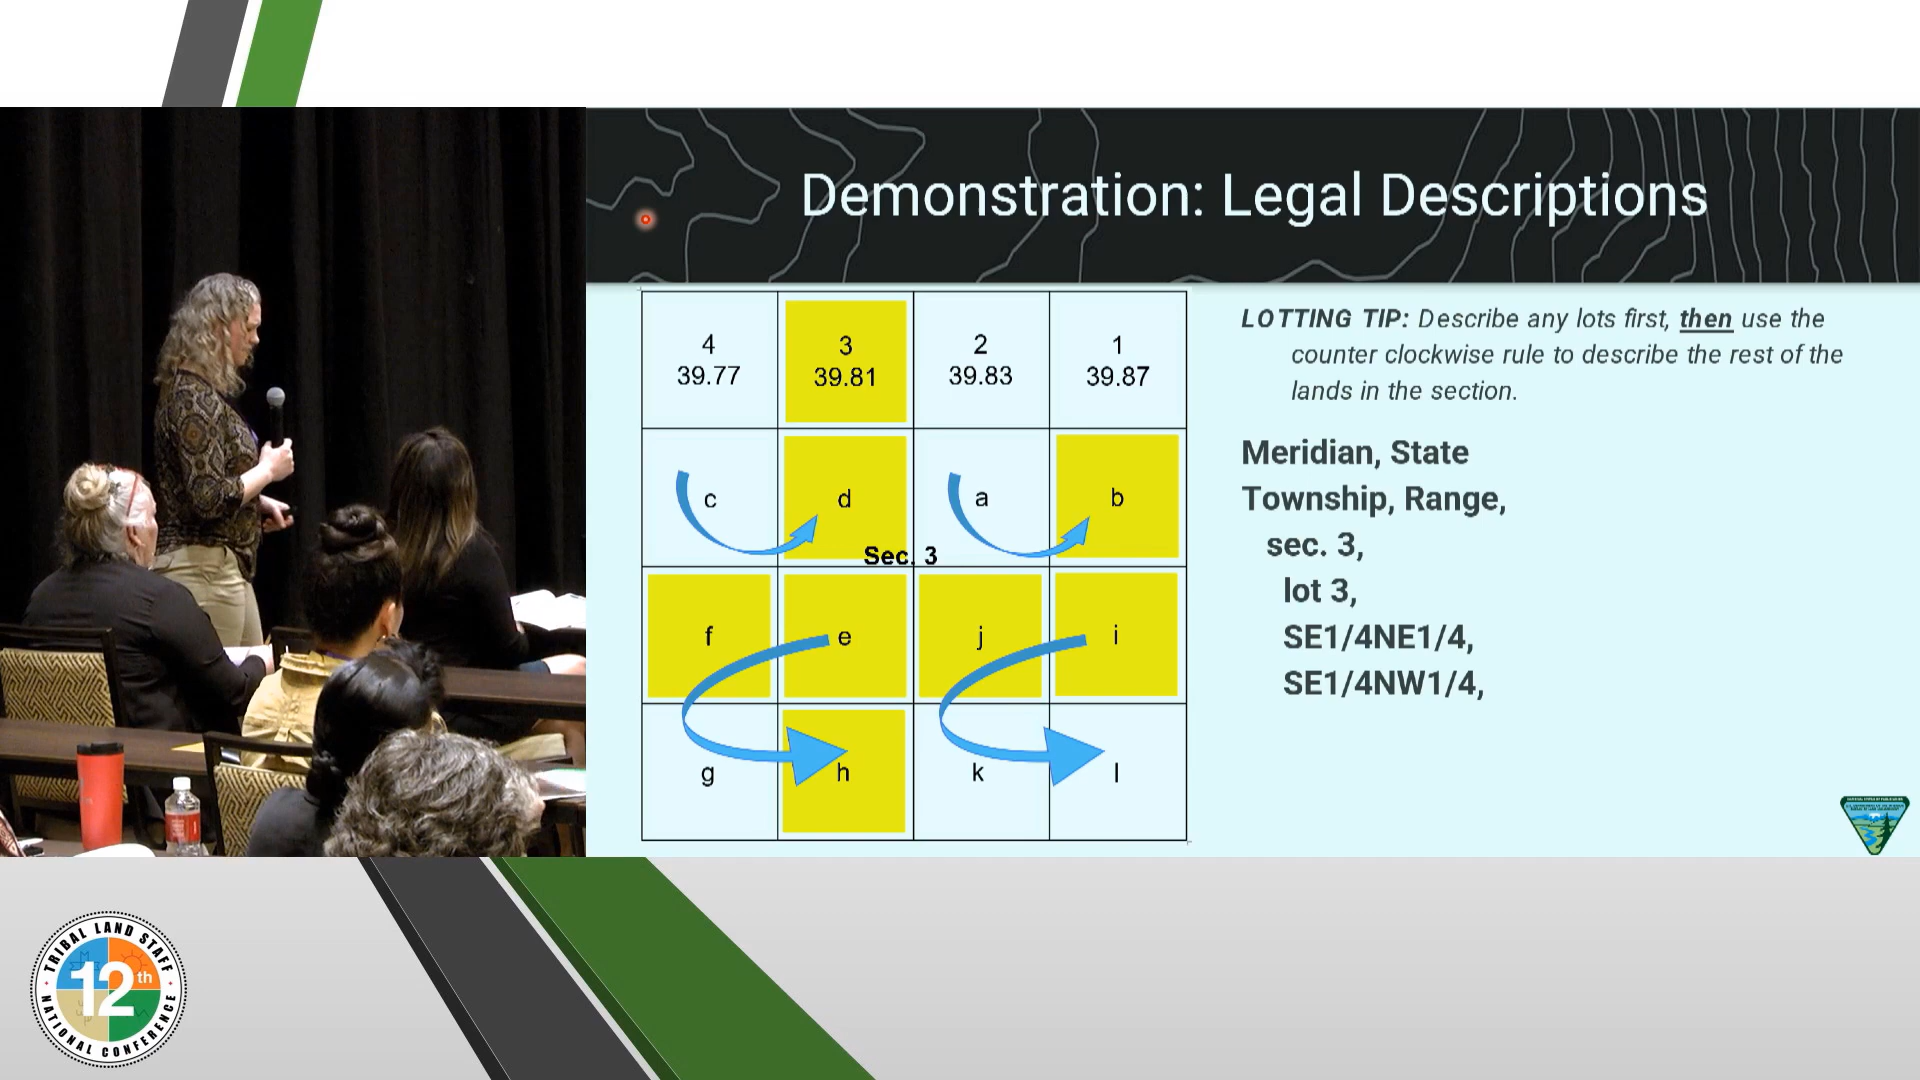 Demonstration: Legal Descriptions
4
39.77
3
39.81
2
39.83
1
39.87
c
d
a
b
Sec. 3
f
e
j
i
g
h
k
l
LOTTING TIP: Describe any lots first, then use the
counter clockwise rule to describe the rest of the
lands in the section.
Meridian, State
Township, Range,
sec. 3,
lot 3,
SE1/4NE1/4,
SE1/4NW1/4,
TRIBAL LAND STAFF
12th
NATIONAL CONFERENCE